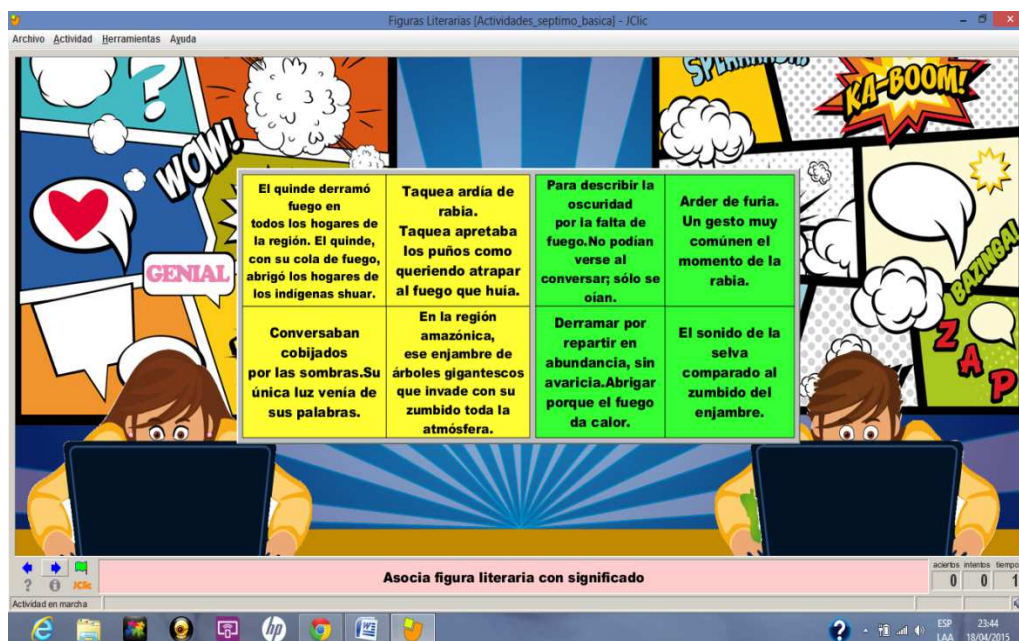 Figuras Literarias [Actividades_septimo_basica] - JClic
Archivo Actividad Herramientas Ayuda
WOW!
KA-BOOM!
GENIAL
BAZINGA!
ZAP
El quinde derramó
fuego en
todos los hogares de
la región. El quinde,
con su cola de fuego,
abrigó los hogares de
los indígenas shuar.
Taquea ardía de
rabia.
Taquea apretaba
los puños como
queriendo atrapar
al fuego que huía.
Para describir la
oscuridad
por la falta de
fuego.No podían
verse al
conversar; sólo se
oían.
Arder de furia.
Un gesto muy
comúnen el
momento de la
rabia.
Conversaban
cobijados
por las sombras.Su
única luz venía de
sus palabras.
En la región
amazónica,
ese enjambre de
árboles gigantescos
que invade con su
zumbido toda la
atmósfera.
Derramar por
repartir en
abundancia, sin
avaricia.Abrigar
porque el fuego
da calor.
El sonido de la
selva
comparado al
zumbido del
enjambre.
Asocia figura literaria con significado
aciertos intentos tiempo
0 0 1
JClic
Actividad en marcha
hp
ESP
LAA
23:44
18/04/2015